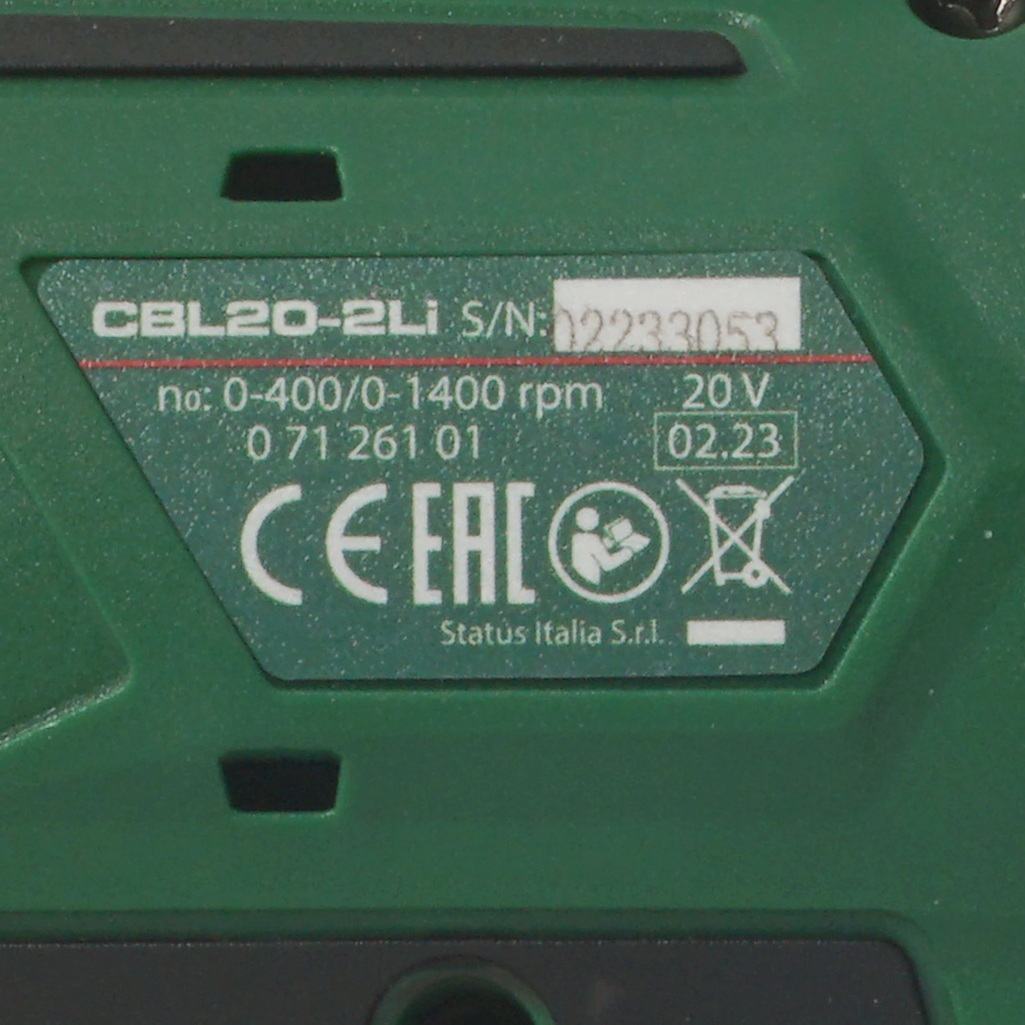 CBL20-2Li S/N: 02233053
no: 0-400/0-1400 rpm 20 V
0 71 261 01 02.23
CE EAC
Status Italia S.r.l.